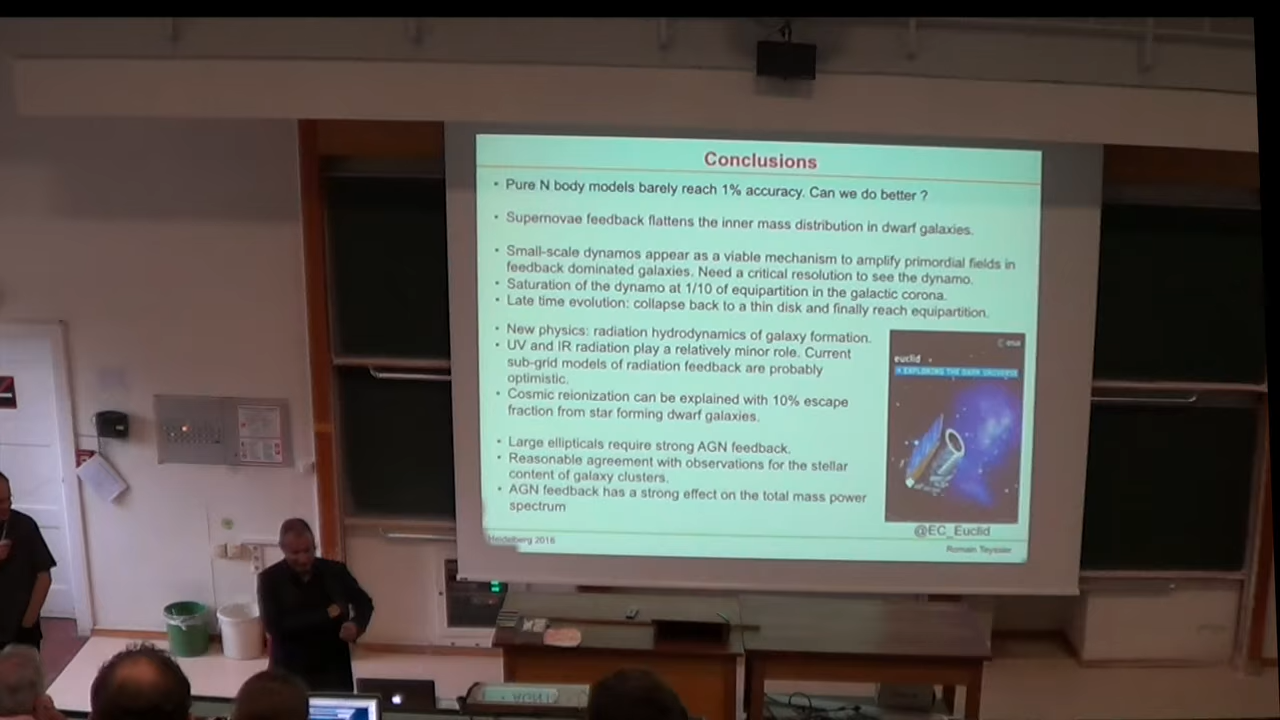 Conclusions
• Pure N body models barely reach 1% accuracy. Can we do better ?
• Supernovae feedback flattens the inner mass distribution in dwarf galaxies.
• Small-scale dynamos appear as a viable mechanism to amplify primordial fields in
feedback dominated galaxies. Need a critical resolution to see the dynamo.
• Saturation of the dynamo at 1/10 of equipartition in the galactic corona.
• Late time evolution: collapse back to a thin disk and finally reach equipartition.
• New physics: radiation hydrodynamics of galaxy formation.
• UV and IR radiation play a relatively minor role. Current
sub-grid models of radiation feedback are probably
optimistic.
• Cosmic reionization can be explained with 10% escape
fraction from star forming dwarf galaxies.
• Large ellipticals require strong AGN feedback.
• Reasonable agreement with observations for the stellar
content of galaxy clusters.
• AGN feedback has a strong effect on the total mass power
spectrum
esa
euclid
EXPLORING THE DARK UNIVERSE
@EC_Euclid
Heidelberg 2016
Romain Teyssier